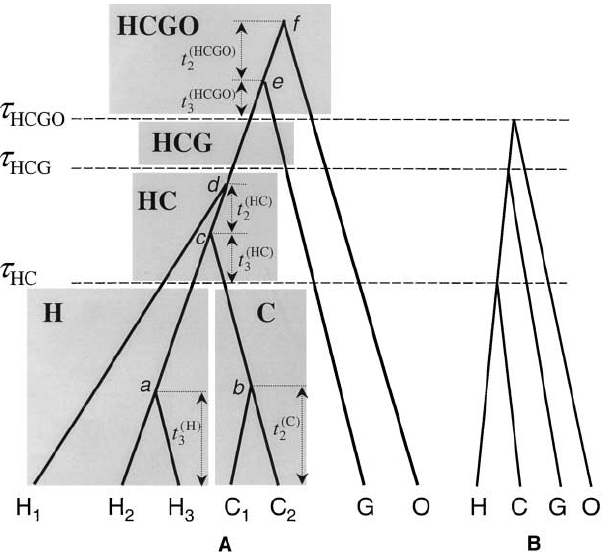 HCGO f
t₂(HCGO)
e
t₃(HCGO)
τHCGO
HCG
τHCG
d
HC t₂(HC)
c
t₃(HC)
τHC
H C
a b
t₃(H) t₂(C)
H₁ H₂ H₃ C₁ C₂ G O H C G O
A B